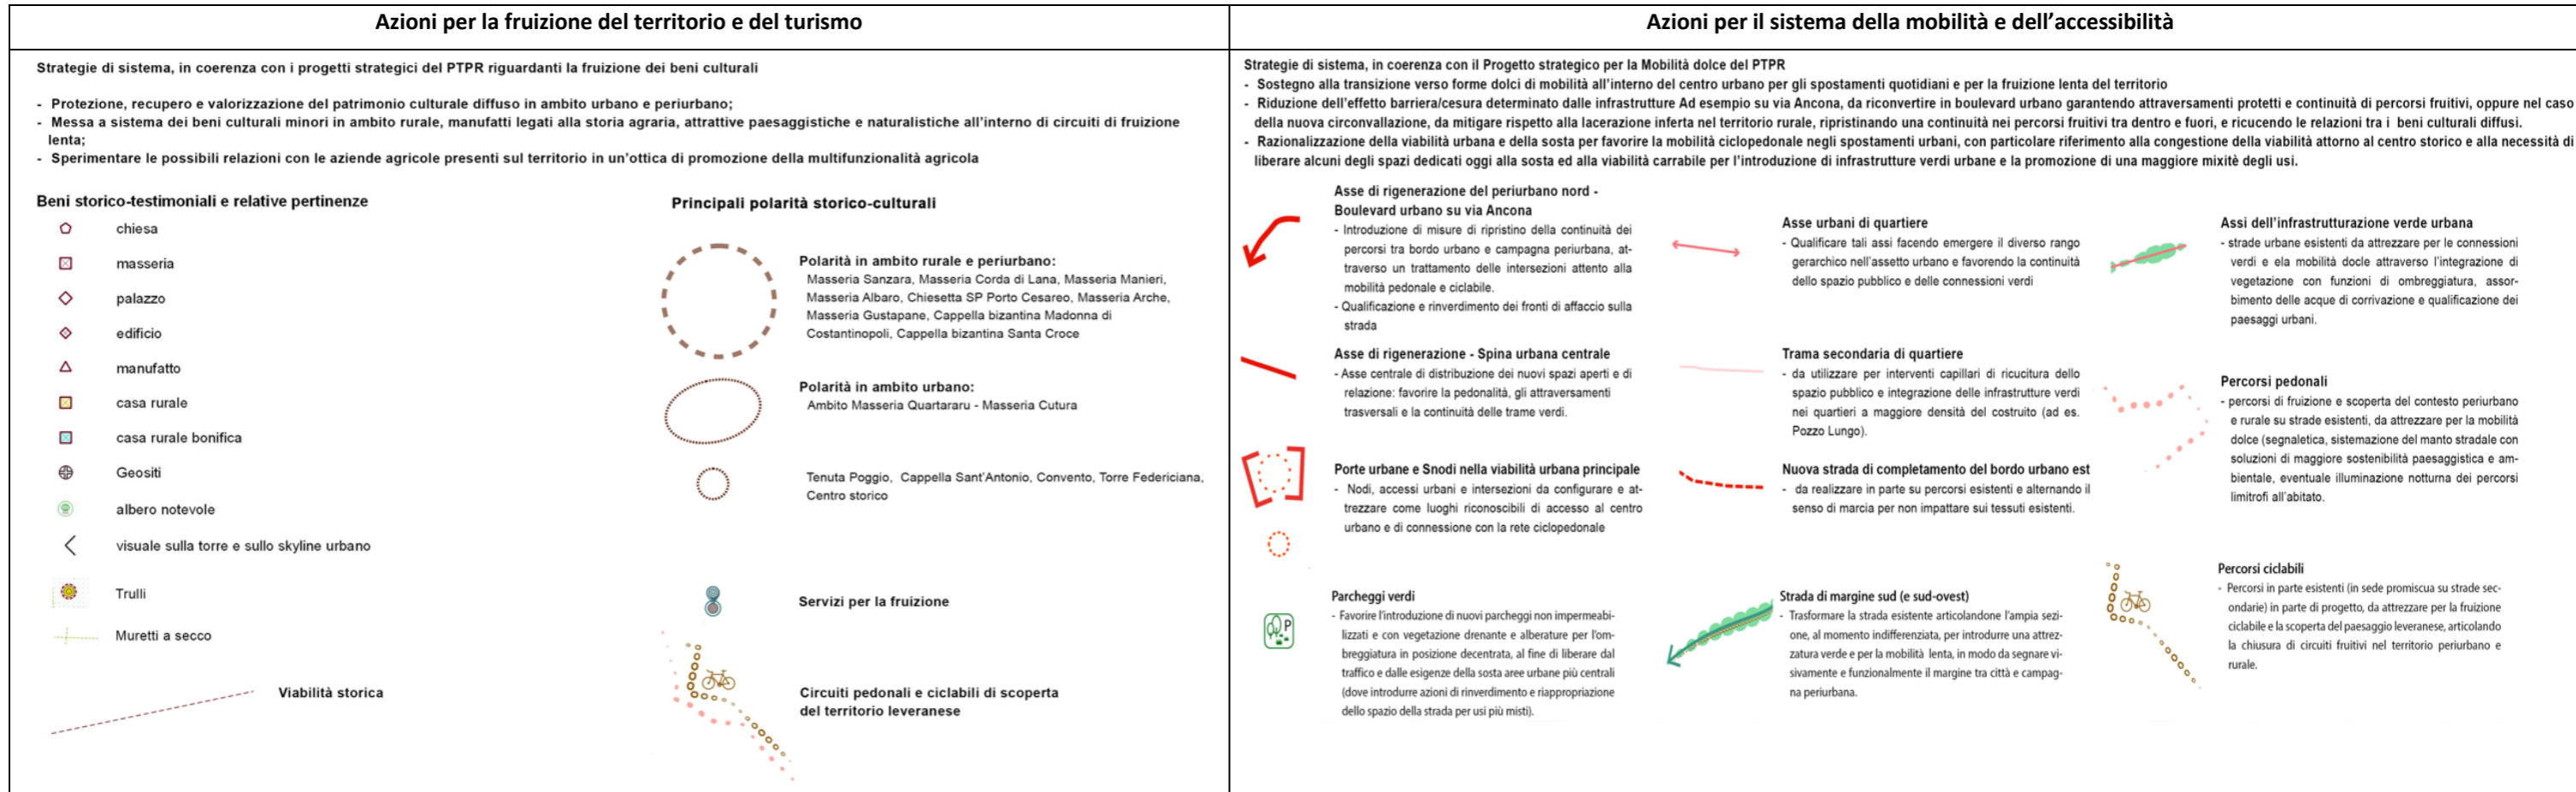 Azioni per la fruizione del territorio e del turismo
Strategie di sistema, in coerenza con i progetti strategici del PTPR riguardanti la fruizione dei beni culturali
- Protezione, recupero e valorizzazione del patrimonio culturale diffuso in ambito urbano e periurbano;
- Messa a sistema dei beni culturali minori in ambito rurale, manufatti legati alla storia agraria, attrattive paesaggistiche e naturalistiche all'interno di circuiti di fruizione
lenta;
- Sperimentare le possibili relazioni con le aziende agricole presenti sul territorio in un'ottica di promozione della multifunzionalità agricola
Beni storico-testimoniali e relative pertinenze
chiesa
masseria
palazzo
edificio
manufatto
casa rurale
casa rurale bonifica
Geositi
albero notevole
visuale sulla torre e sullo skyline urbano
Trulli
Muretti a secco
Viabilità storica
Principali polarità storico-culturali
Polarità in ambito rurale e periurbano:
Masseria Sanzara, Masseria Corda di Lana, Masseria Manieri,
Masseria Albaro, Chiesetta SP Porto Cesareo, Masseria Arche,
Masseria Gustapane, Cappella bizantina Madonna di
Costantinopoli, Cappella bizantina Santa Croce
Polarità in ambito urbano:
Ambito Masseria Quartararu - Masseria Cutura
Tenuta Poggio, Cappella Sant'Antonio, Convento, Torre Federiciana,
Centro storico
Servizi per la fruizione
Circuiti pedonali e ciclabili di scoperta
del territorio leveranese
Azioni per il sistema della mobilità e dell'accessibilità
Strategie di sistema, in coerenza con il Progetto strategico per la Mobilità dolce del PTPR
- Sostegno alla transizione verso forme dolci di mobilità all'interno del centro urbano per gli spostamenti quotidiani e per la fruizione lenta del territorio
- Riduzione dell'effetto barriera/cesura determinato dalle infrastrutture Ad esempio su via Ancona, da riconvertire in boulevard urbano garantendo attraversamenti protetti e continuità di percorsi fruitivi, oppure nel caso
della nuova circonvallazione, da mitigare rispetto alla lacerazione inferta nel territorio rurale, ripristinando una continuità nei percorsi fruitivi tra dentro e fuori, e ricucendo le relazioni tra i beni culturali diffusi.
- Razionalizzazione della viabilità urbana e della sosta per favorire la mobilità ciclopedonale negli spostamenti urbani, con particolare riferimento alla congestione della viabilità attorno al centro storico e alla necessità di
liberare alcuni degli spazi dedicati oggi alla sosta ed alla viabilità carrabile per l'introduzione di infrastrutture verdi urbane e la promozione di una maggiore mixitè degli usi.
Asse di rigenerazione del periurbano nord -
Boulevard urbano su via Ancona
- Introduzione di misure di ripristino della continuità dei
percorsi tra bordo urbano e campagna periurbana, at-
traverso un trattamento delle intersezioni attento alla
mobilità pedonale e ciclabile.
- Qualificazione e rinverdimento dei fronti di affaccio sulla
strada
Asse di rigenerazione - Spina urbana centrale
- Asse centrale di distribuzione dei nuovi spazi aperti e di
relazione: favorire la pedonalità, gli attraversamenti
trasversali e la continuità delle trame verdi.
Porte urbane e Snodi nella viabilità urbana principale
- Nodi, accessi urbani e intersezioni da configurare e at-
trezzare come luoghi riconoscibili di accesso al centro
urbano e di connessione con la rete ciclopedonale
P
Parcheggi verdi
- Favorire l'introduzione di nuovi parcheggi non impermeabi-
lizzati e con vegetazione drenante e alberature per l'om-
breggiatura in posizione decentrata, al fine di liberare dal
traffico e dalle esigenze della sosta aree urbane più centrali
(dove introdurre azioni di rinverdimento e riappropriazione
dello spazio della strada per usi più misti).
Asse urbani di quartiere
- Qualificare tali assi facendo emergere il diverso rango
gerarchico nell'assetto urbano e favorendo la continuità
dello spazio pubblico e delle connessioni verdi
Trama secondaria di quartiere
- da utilizzare per interventi capillari di ricucitura dello
spazio pubblico e integrazione delle infrastrutture verdi
nei quartieri a maggiore densità del costruito (ad es.
Pozzo Lungo).
Nuova strada di completamento del bordo urbano est
- da realizzare in parte su percorsi esistenti e alternando il
senso di marcia per non impattare sui tessuti esistenti.
Strada di margine sud (e sud-ovest)
- Trasformare la strada esistente articolandone l'ampia sezi-
one, al momento indifferenziata, per introdurre una attrez-
zatura verde e per la mobilità lenta, in modo da segnare vi-
sivamente e funzionalmente il margine tra città e campag-
na periurbana.
Assi dell'infrastrutturazione verde urbana
- strade urbane esistenti da attrezzare per le connessioni
verdi e ela mobilità docle attraverso l'integrazione di
vegetazione con funzioni di ombreggiatura, assor-
bimento delle acque di corrivazione e qualificazione dei
paesaggi urbani.
Percorsi pedonali
- percorsi di fruizione e scoperta del contesto periurbano
e rurale su strade esistenti, da attrezzare per la mobilità
dolce (segnaletica, sistemazione del manto stradale con
soluzioni di maggiore sostenibilità paesaggistica e am-
bientale, eventuale illuminazione notturna dei percorsi
limitrofi all'abitato.
Percorsi ciclabili
- Percorsi in parte esistenti (in sede promiscua su strade sec-
ondarie) in parte di progetto, da attrezzare per la fruizione
ciclabile e la scoperta del paesaggio leveranese, articolando
la chiusura di circuiti fruitivi nel territorio periurbano e
rurale.